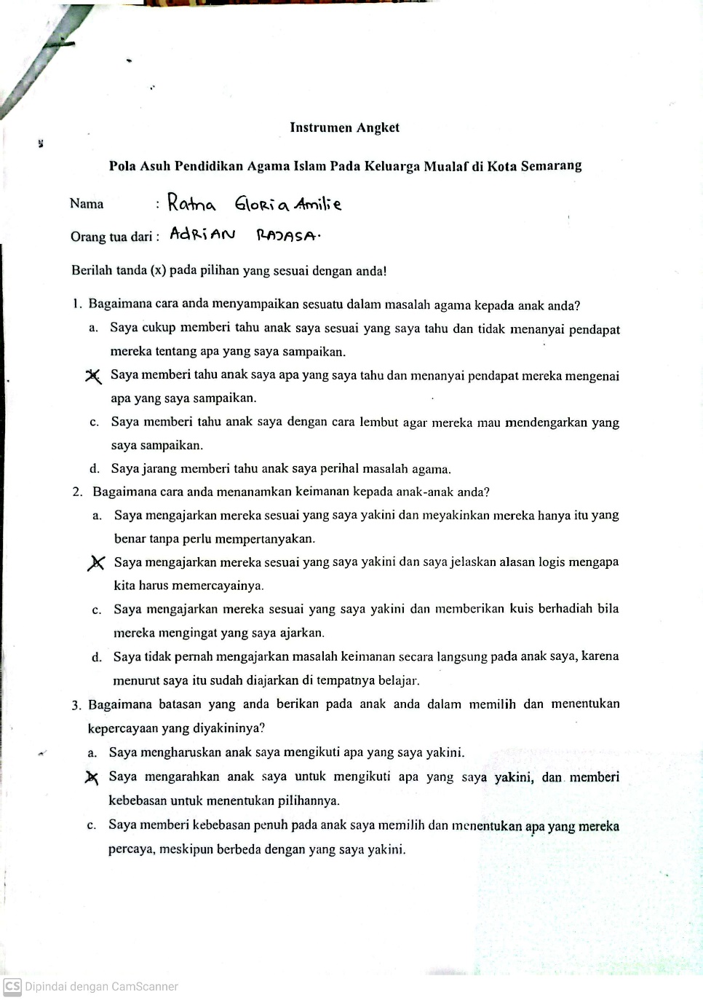 Instrumen Angket
Pola Asuh Pendidikan Agama Islam Pada Keluarga Mualaf di Kota Semarang
Nama : Ratna Gloria Amilie
Orang tua dari : AdRiAN RAJASA.
Berilah tanda (x) pada pilihan yang sesuai dengan anda!
1. Bagaimana cara anda menyampaikan sesuatu dalam masalah agama kepada anak anda?
a. Saya cukup memberi tahu anak saya sesuai yang saya tahu dan tidak menanyai pendapat
mereka tentang apa yang saya sampaikan.
b. Saya memberi tahu anak saya apa yang saya tahu dan menanyai pendapat mereka mengenai
apa yang saya sampaikan.
c. Saya memberi tahu anak saya dengan cara lembut agar mereka mau mendengarkan yang
saya sampaikan.
d. Saya jarang memberi tahu anak saya perihal masalah agama.
2. Bagaimana cara anda menanamkan keimanan kepada anak-anak anda?
a. Saya mengajarkan mereka sesuai yang saya yakini dan meyakinkan mereka hanya itu yang
benar tanpa perlu mempertanyakan.
b. Saya mengajarkan mereka sesuai yang saya yakini dan saya jelaskan alasan logis mengapa
kita harus memercayainya.
c. Saya mengajarkan mereka sesuai yang saya yakini dan memberikan kuis berhadiah bila
mereka mengingat yang saya ajarkan.
d. Saya tidak pernah mengajarkan masalah keimanan secara langsung pada anak saya, karena
menurut saya itu sudah diajarkan di tempatnya belajar.
3. Bagaimana batasan yang anda berikan pada anak anda dalam memilih dan menentukan
kepercayaan yang diyakininya?
a. Saya mengharuskan anak saya mengikuti apa yang saya yakini.
b. Saya mengarahkan anak saya untuk mengikuti apa yang saya yakini, dan memberi
kebebasan untuk menentukan pilihannya.
c. Saya memberi kebebasan penuh pada anak saya memilih dan menentukan apa yang mereka
percaya, meskipun berbeda dengan yang saya yakini.
CS Dipindai dengan CamScanner